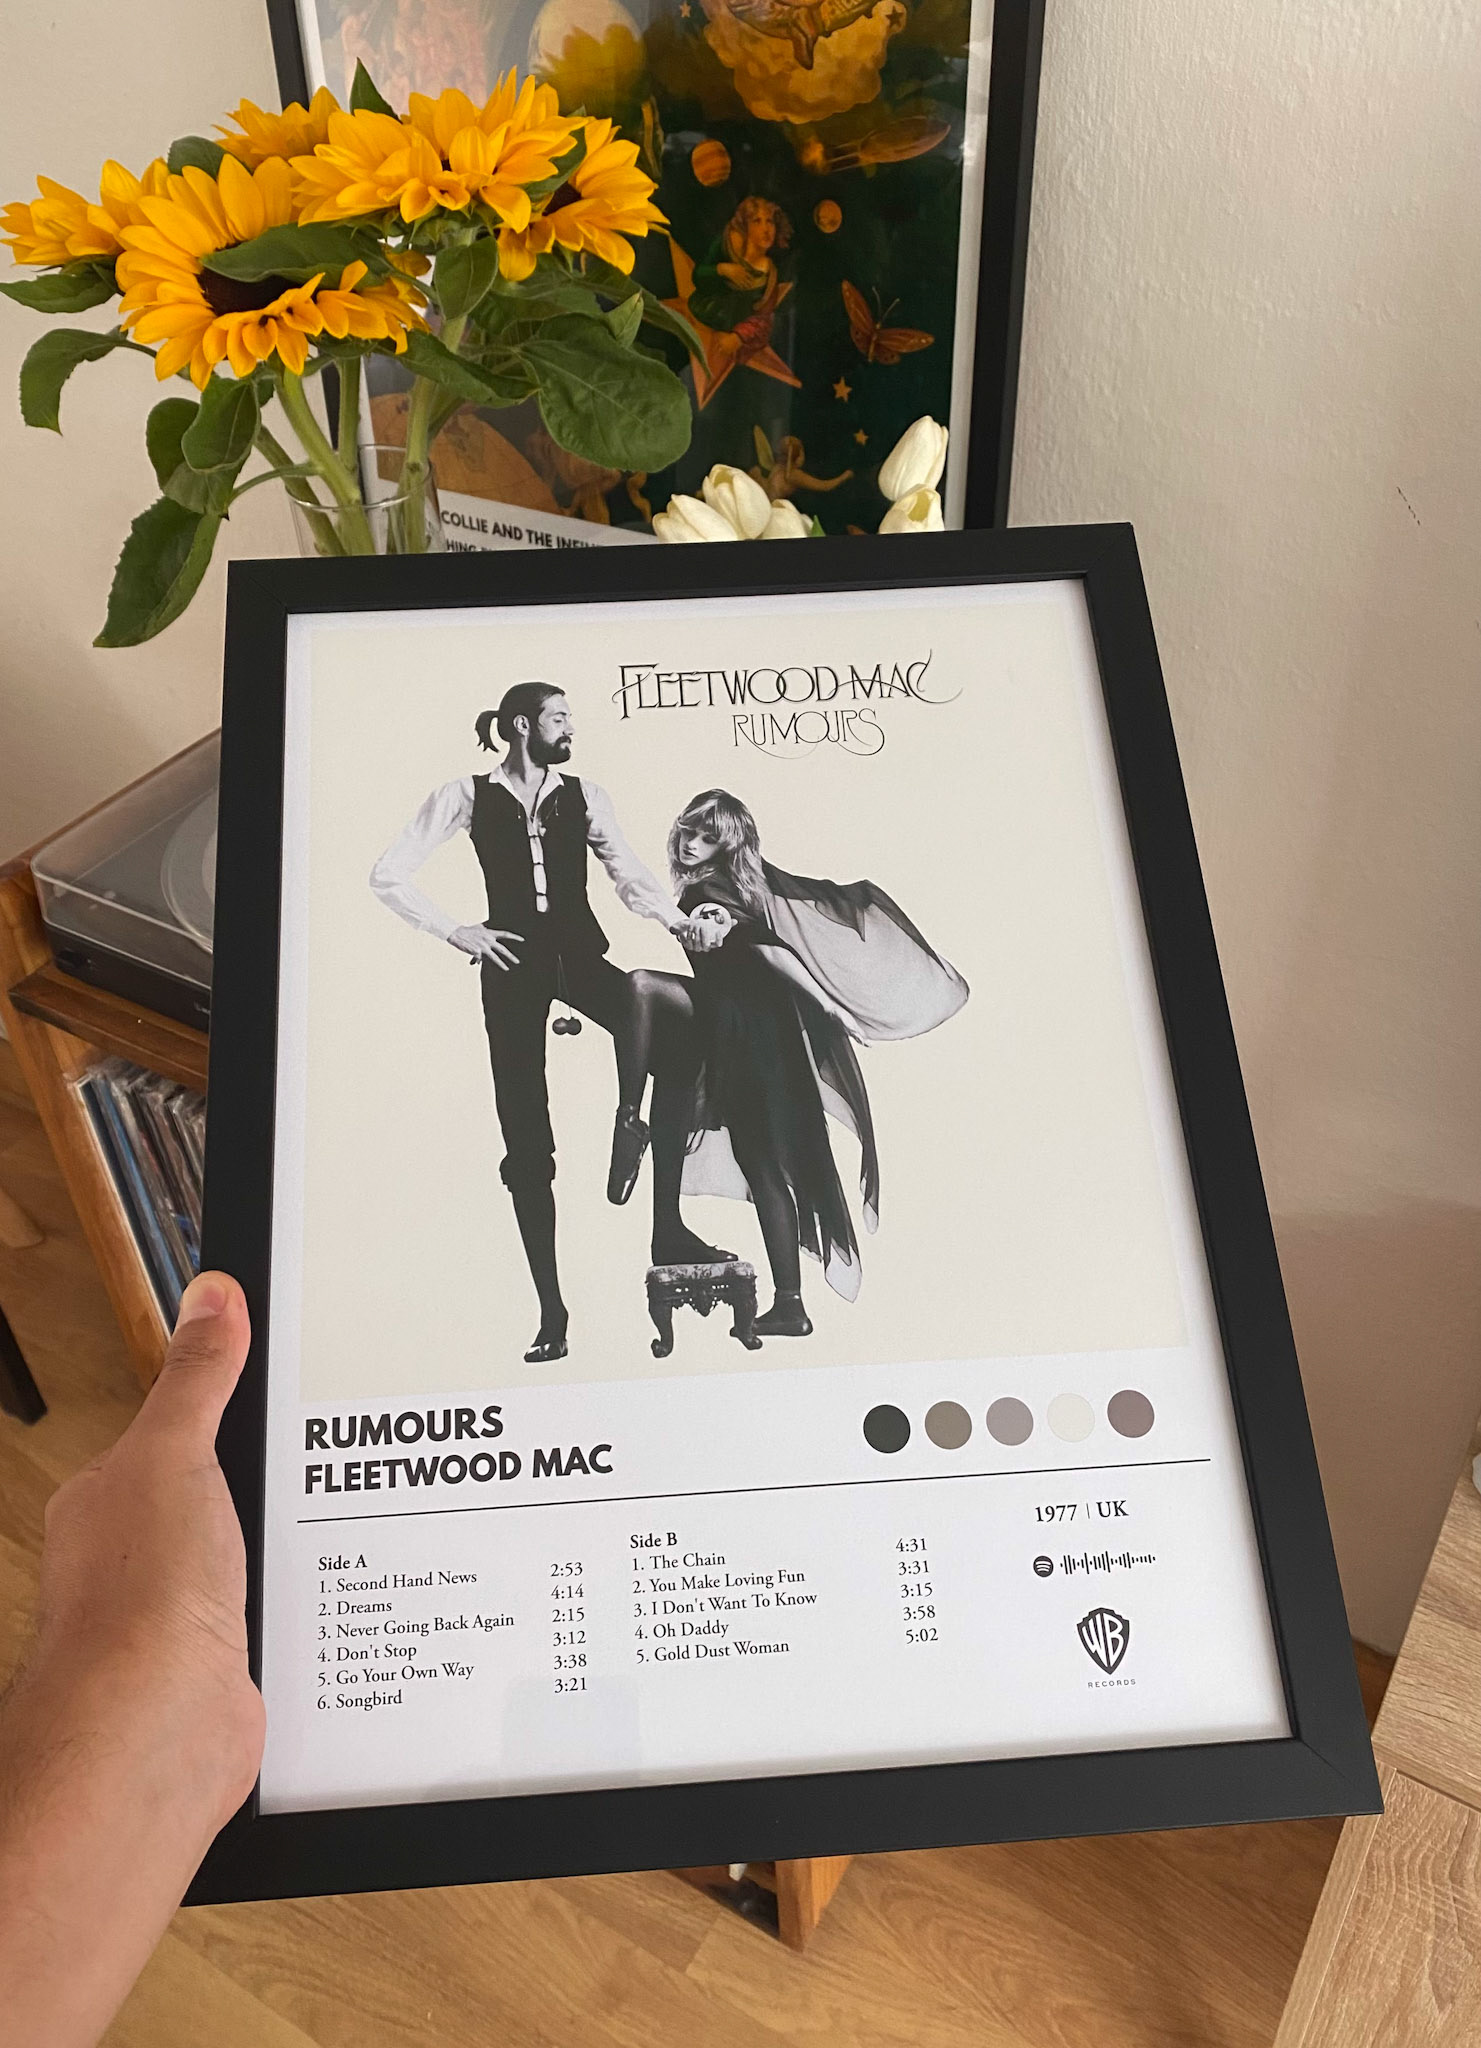 COLLIE AND THE INFIN
FLEETWOOD MAC
RUMOURS
RUMOURS
FLEETWOOD MAC
1977 | UK
Side A
1. Second Hand News 2:53
2. Dreams 4:14
3. Never Going Back Again 2:15
4. Don't Stop 3:12
5. Go Your Own Way 3:38
6. Songbird 3:21
Side B
1. The Chain 4:31
2. You Make Loving Fun 3:31
3. I Don't Want To Know 3:15
4. Oh Daddy 3:58
5. Gold Dust Woman 5:02
WB
RECORDS